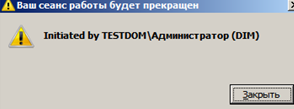 Ваш сеанс работы будет прекращен
Initiated by TESTDOM\Администратор (DIM)
Закрыть